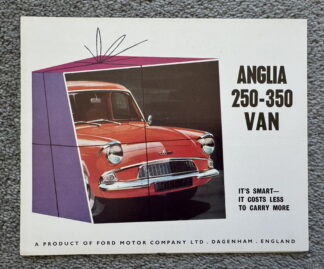 ANGLIA
250-350
VAN
IT'S SMART—
IT COSTS LESS
TO CARRY MORE
A PRODUCT OF FORD MOTOR COMPANY LTD. DAGENHAM. ENGLAND